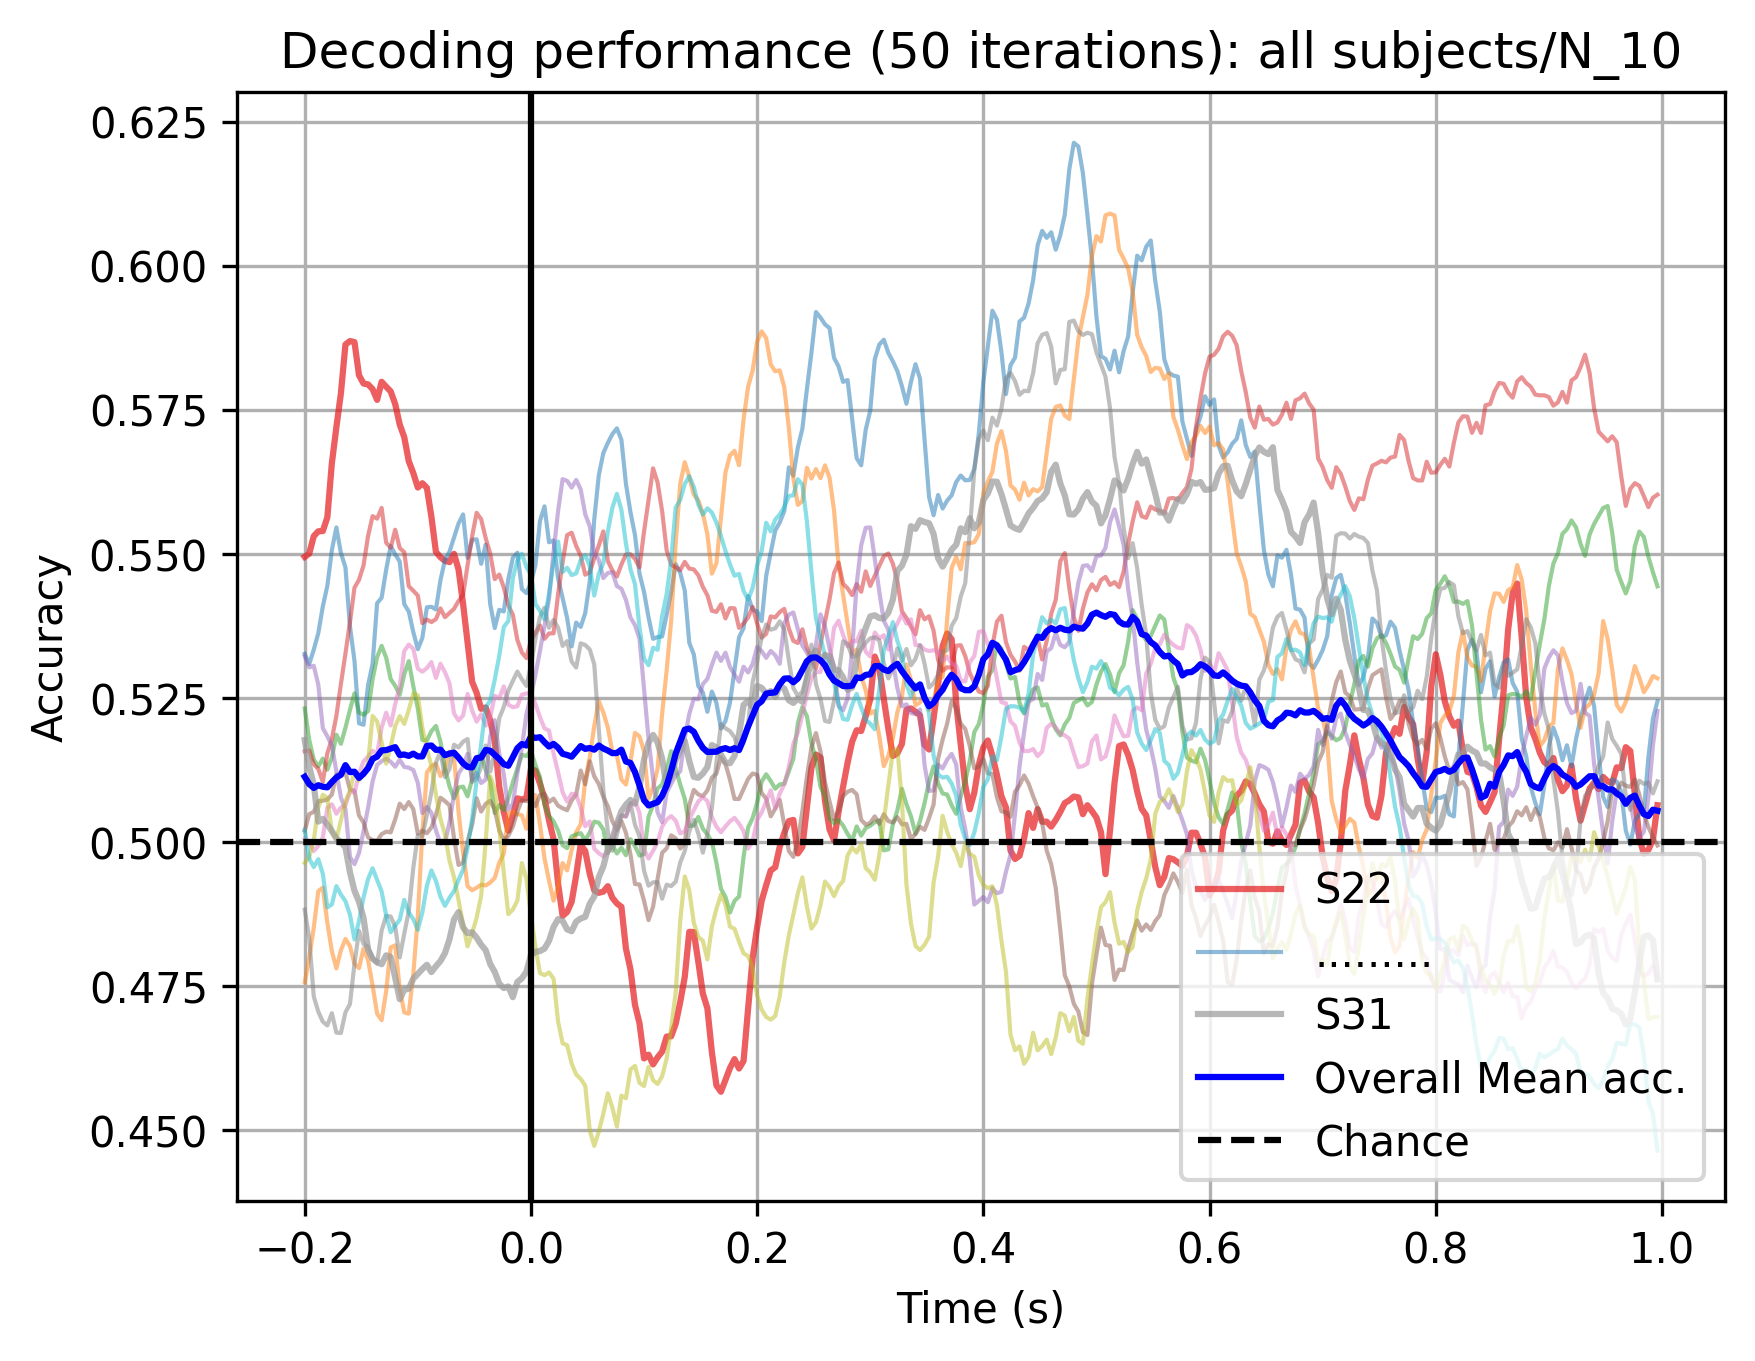 Decoding performance (50 iterations): all subjects/N_10
Accuracy
0.625
0.600
0.575
0.550
0.525
0.500
0.475
0.450
S22
.........
S31
Overall Mean acc.
Chance
−0.2 0.0 0.2 0.4 0.6 0.8 1.0
Time (s)